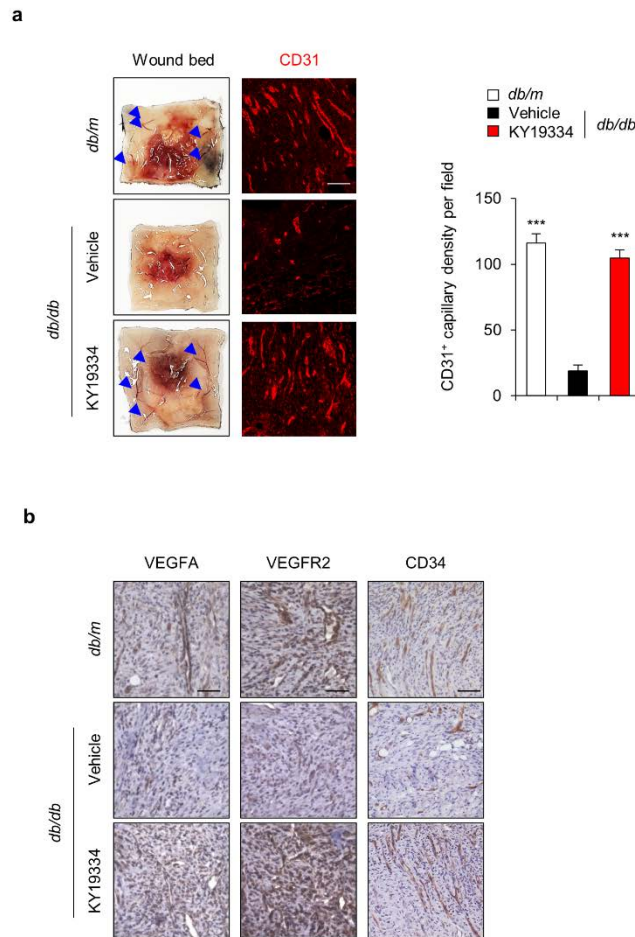 a
Wound bed
CD31
db/m
Vehicle
KY19334
db/db
db/m
Vehicle
KY19334
db/db
CD31+ capillary density per field
150
100
50
0
***
***
b
VEGFA
VEGFR2
CD34
db/m
Vehicle
KY19334
db/db